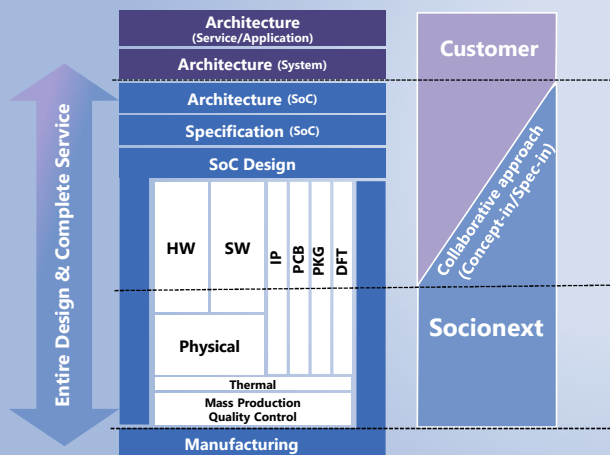 Architecture
(Service/Application)
Architecture (System)
Architecture (SoC)
Specification (SoC)
SoC Design
HW
SW
IP
PCB
PKG
DFT
Physical
Thermal
Mass Production
Quality Control
Manufacturing
Entire Design & Complete Service
Customer
Collaborative approach
(Concept-in/Spec-in)
Socionext